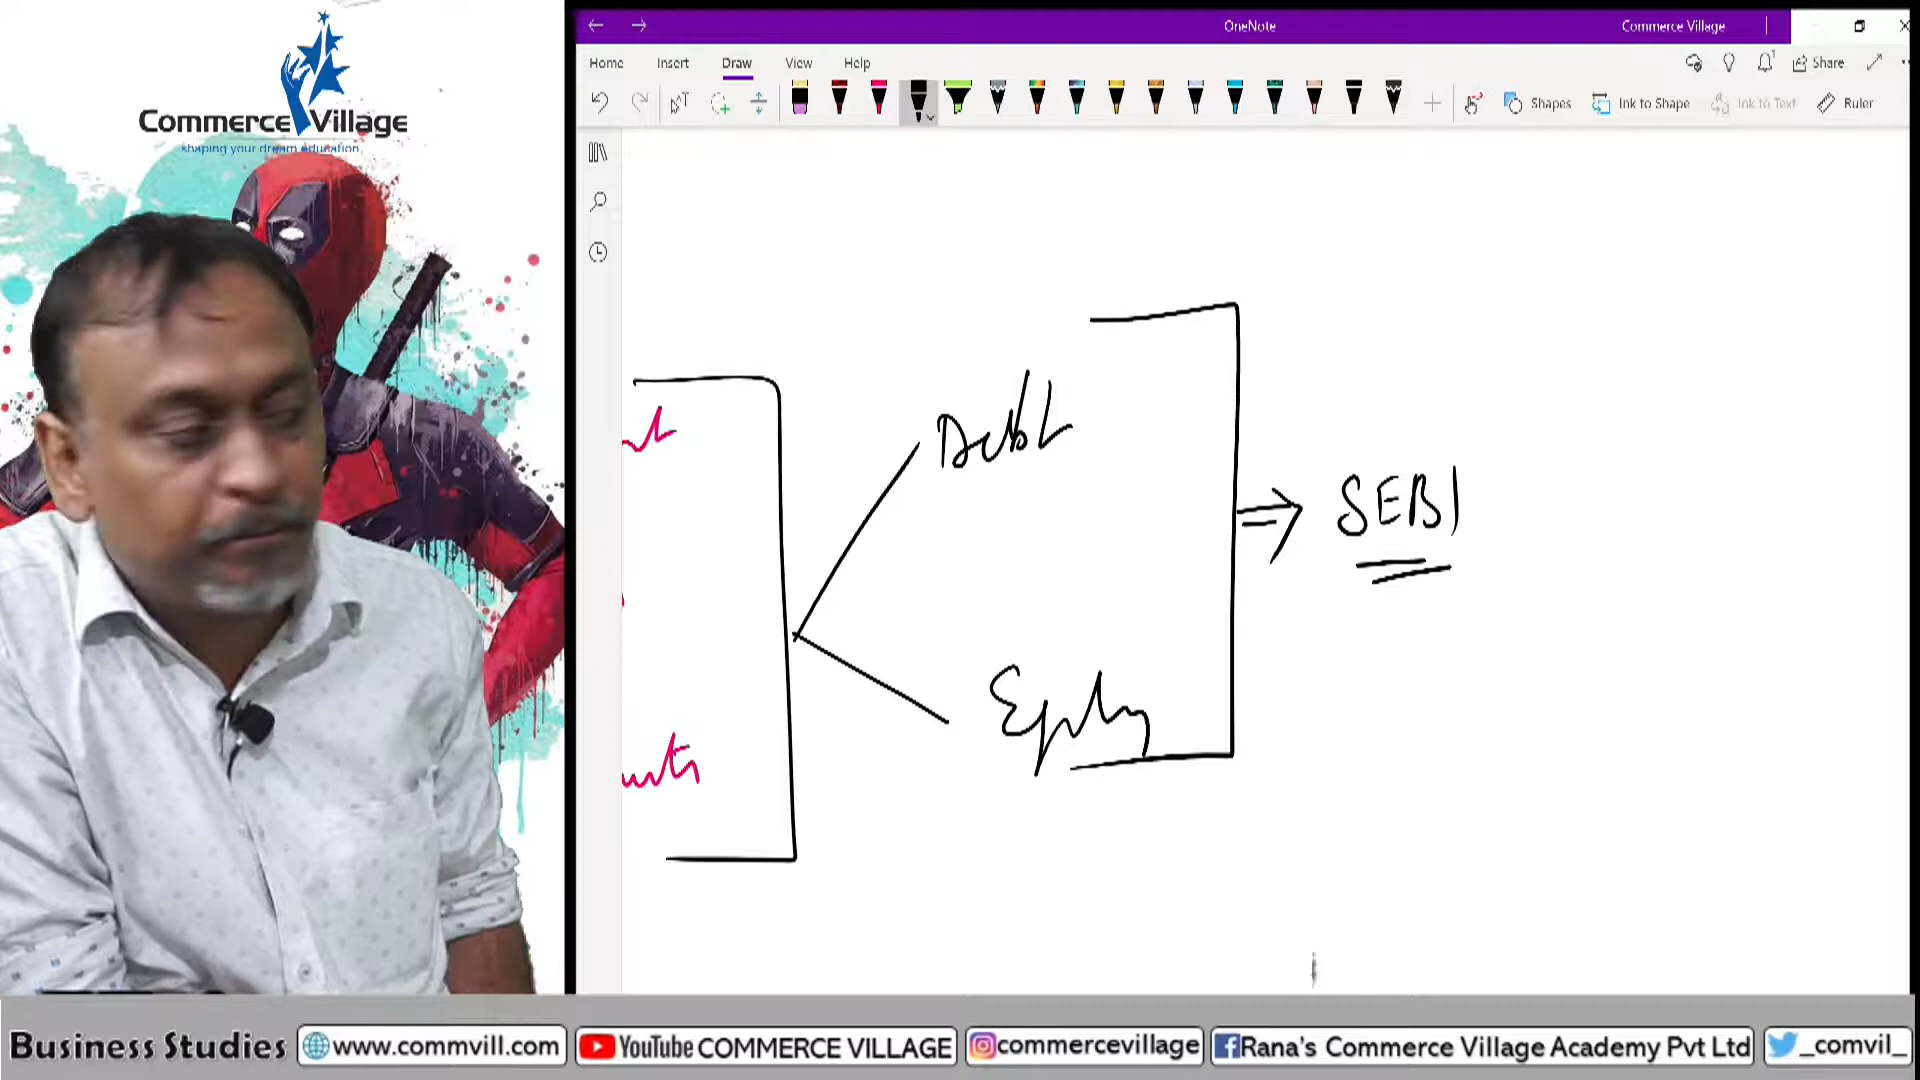 Commerce Village
shaping your dream education
OneNote
Commerce Village
Home Insert Draw View Help
Share
Shapes Ink to Shape Ink to Text Ruler
Debt
SEBI
Equity
Business Studies
www.commvill.com
YouTube COMMERCE VILLAGE
commercevillage
Rana's Commerce Village Academy Pvt Ltd
_comvil_